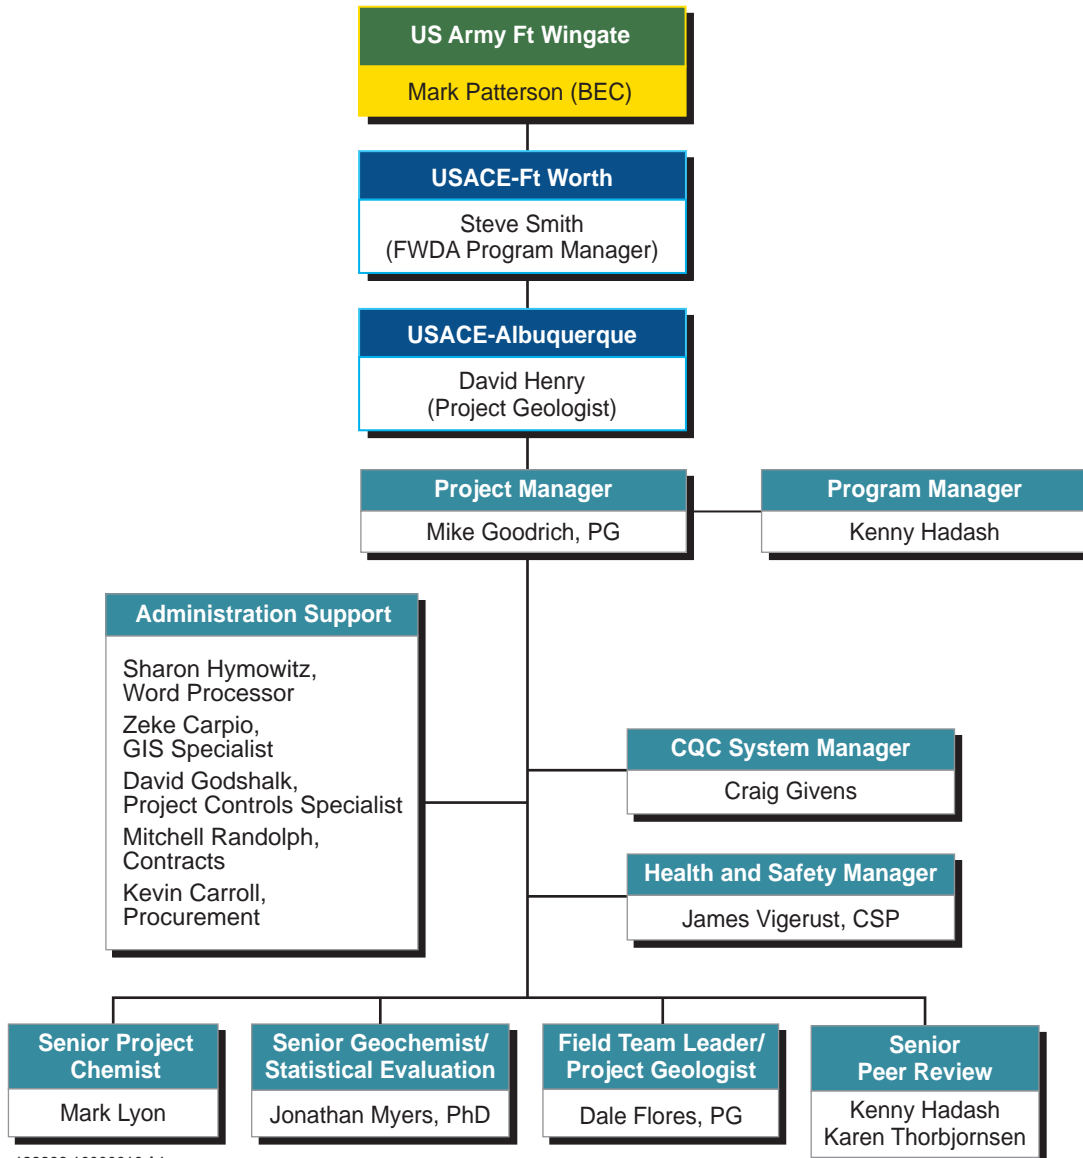 US Army Ft Wingate
Mark Patterson (BEC)
USACE-Ft Worth
Steve Smith
(FWDA Program Manager)
USACE-Albuquerque
David Henry
(Project Geologist)
Project Manager
Mike Goodrich, PG
Program Manager
Kenny Hadash
Administration Support
Sharon Hymowitz,
Word Processor
Zeke Carpio,
GIS Specialist
David Godshalk,
Project Controls Specialist
Mitchell Randolph,
Contracts
Kevin Carroll,
Procurement
CQC System Manager
Craig Givens
Health and Safety Manager
James Vigerust, CSP
Senior Project
Chemist
Mark Lyon
Senior Geochemist/
Statistical Evaluation
Jonathan Myers, PhD
Field Team Leader/
Project Geologist
Dale Flores, PG
Senior
Peer Review
Kenny Hadash
Karen Thorbjornsen